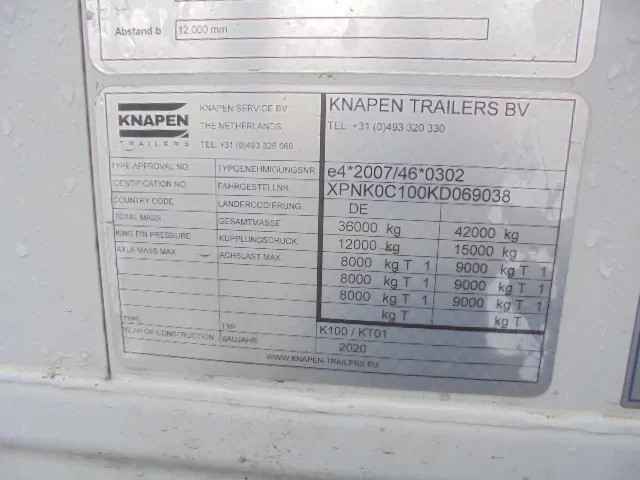 Abstand b 12.000 mm
KNAPEN TRAILERS
KNAPEN SERVICE BV
THE NETHERLANDS
TEL: +31 (0)493 326 060
KNAPEN TRAILERS BV
TEL: +31 (0)493 320 330
TYPE APPROVAL NO. TYPGENEHMIGUNGSNR. e4*2007/46*0302
CERTIFICATION NO. FAHRGESTELLNR. XPNK0C100KD069038
COUNTRY CODE LANDERCODIERUNG DE
TOTAL MASS GESAMTMASSE 36000 kg 42000 kg
KING PIN PRESSURE KUPPLUNGSDUCK 12000 kg 15000 kg
AXLE MASS MAX. ACHSLAST MAX. 8000 kg T 1 9000 kg T 1
8000 kg T 1 9000 kg T 1
8000 kg T 1 9000 kg T 1
kg T kg T
TYPE TYP K100 / KT01
YEAR OF CONSTRUCTION BAUJAHR 2020
WWW.KNAPEN-TRAILERS.EU